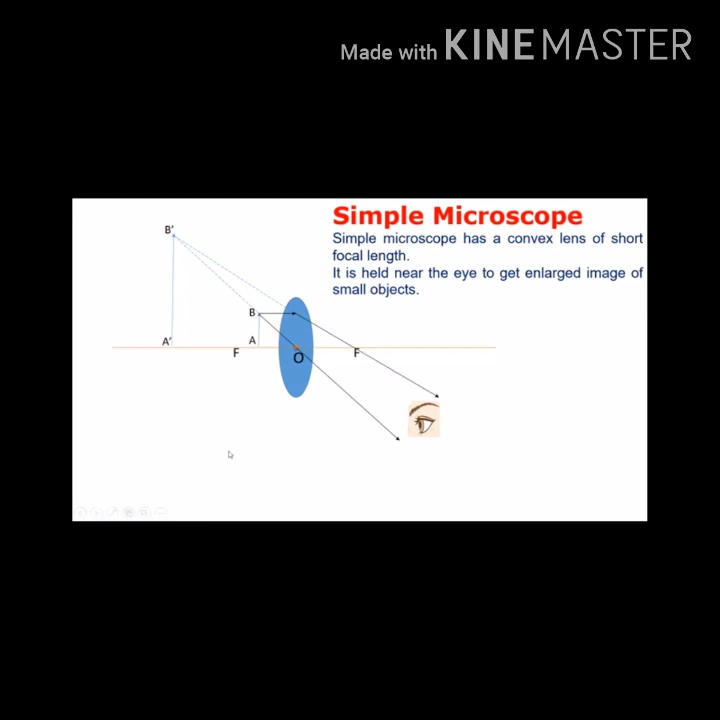 Made with KINEMASTER
Simple Microscope
Simple microscope has a convex lens of short
focal length.
It is held near the eye to get enlarged image of
small objects.
B'
B
A'
A
F
O
F